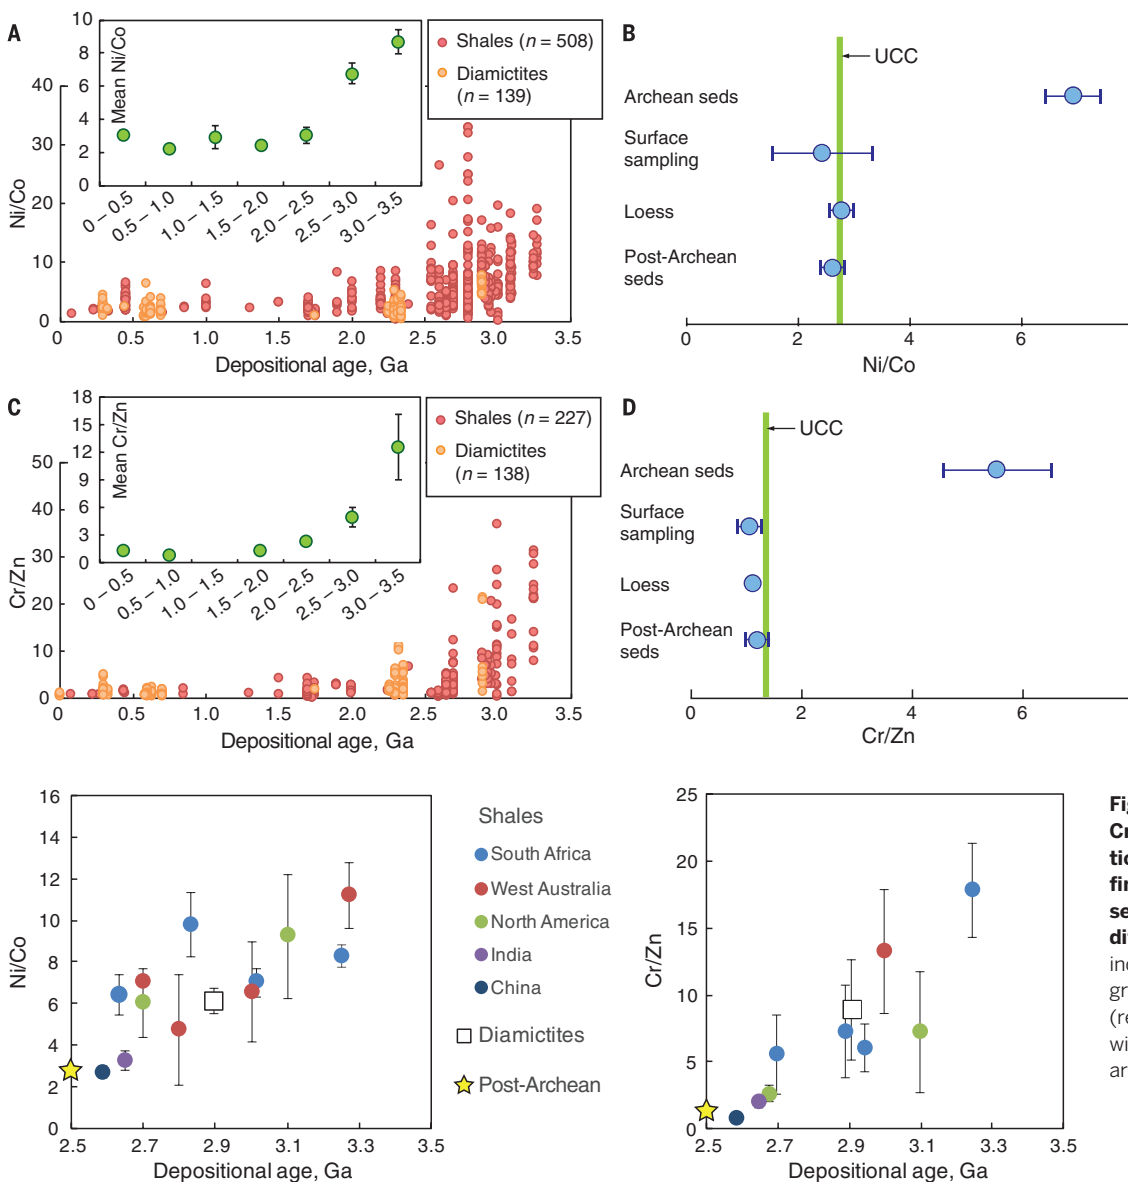 A
Mean Ni/Co
10
8
6
4
2
0
0 – 0.5
0.5 – 1.0
1.0 – 1.5
1.5 – 2.0
2.0 – 2.5
2.5 – 3.0
3.0 – 3.5
Shales (n = 508)
Diamictites
(n = 139)
Ni/Co
40
30
20
10
0
0
0.5
1.0
1.5
2.0
2.5
3.0
3.5
Depositional age, Ga
B
UCC
Archean seds
Surface
sampling
Loess
Post-Archean
seds
0
2
4
6
Ni/Co
C
Mean Cr/Zn
18
15
12
9
6
3
0
0 – 0.5
0.5 – 1.0
1.0 – 1.5
1.5 – 2.0
2.0 – 2.5
2.5 – 3.0
3.0 – 3.5
Shales (n = 227)
Diamictites
(n = 138)
Cr/Zn
50
40
30
20
10
0
0
0.5
1.0
1.5
2.0
2.5
3.0
3.5
Depositional age, Ga
D
UCC
Archean seds
Surface
sampling
Loess
Post-Archean
seds
0
2
4
6
Cr/Zn
Ni/Co
16
14
12
10
8
6
4
2
0
2.5
2.7
2.9
3.1
3.3
3.5
Depositional age, Ga
Shales
South Africa
West Australia
North America
India
China
Diamictites
Post-Archean
Cr/Zn
25
20
15
10
5
0
2.5
2.7
2.9
3.1
3.3
3.5
Depositional age, Ga
Fig
Cr
tio
fin
se
di
inc
gr
(re
wi
ar